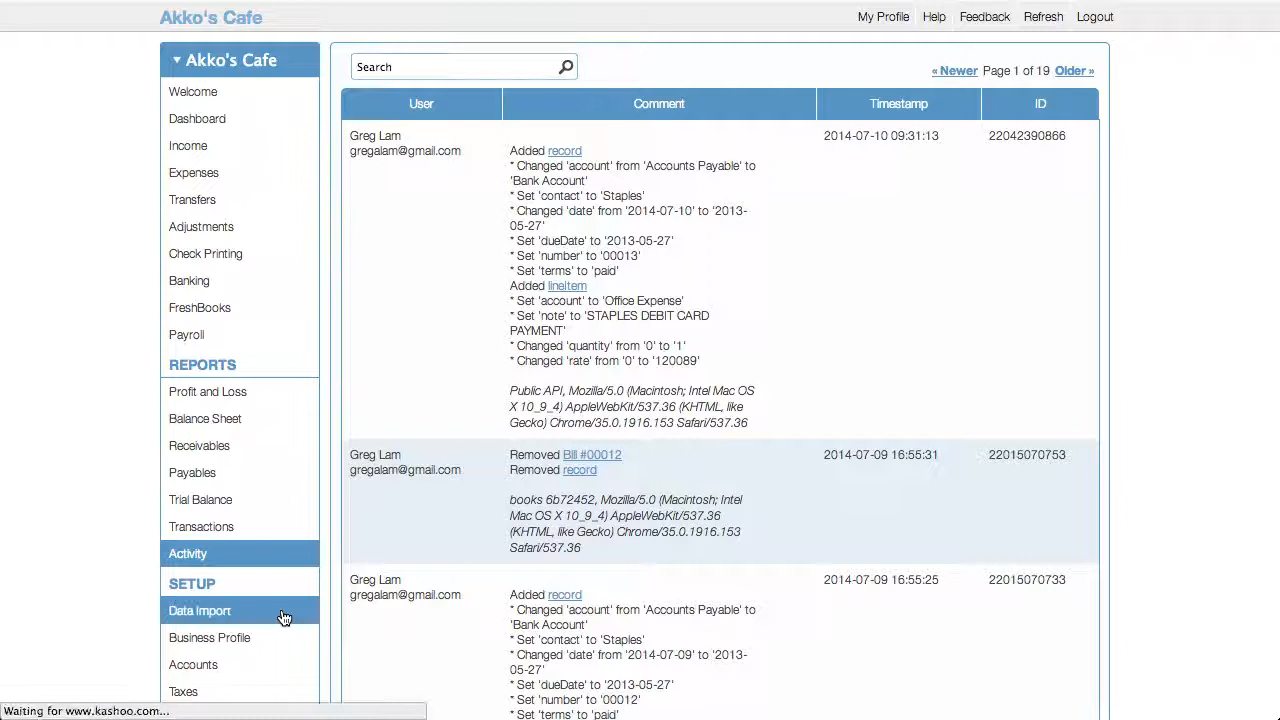 Akko's Cafe
My Profile Help Feedback Refresh Logout
Akko's Cafe
Welcome
Dashboard
Income
Expenses
Transfers
Adjustments
Check Printing
Banking
FreshBooks
Payroll
REPORTS
Profit and Loss
Balance Sheet
Receivables
Payables
Trial Balance
Transactions
Activity
SETUP
Data Import
Business Profile
Accounts
Taxes
Search
« Newer Page 1 of 19 Older »
User Comment Timestamp ID
Greg Lam
gregalam@gmail.com
Added record
* Changed 'account' from 'Accounts Payable' to
'Bank Account'
* Set 'contact' to 'Staples'
* Changed 'date' from '2014-07-10' to '2013-
05-27'
* Set 'dueDate' to '2013-05-27'
* Set 'number' to '00013'
* Set 'terms' to 'paid'
Added lineItem
* Set 'account' to 'Office Expense'
* Set 'note' to 'STAPLES DEBIT CARD
PAYMENT'
* Changed 'quantity' from '0' to '1'
* Changed 'rate' from '0' to '120089'
Public API, Mozilla/5.0 (Macintosh; Intel Mac OS
X 10_9_4) AppleWebKit/537.36 (KHTML, like
Gecko) Chrome/35.0.1916.153 Safari/537.36
2014-07-10 09:31:13
22042390866
Greg Lam
gregalam@gmail.com
Removed Bill #00012
Removed record
books 6b72452, Mozilla/5.0 (Macintosh; Intel
Mac OS X 10_9_4) AppleWebKit/537.36
(KHTML, like Gecko) Chrome/35.0.1916.153
Safari/537.36
2014-07-09 16:55:31
22015070753
Greg Lam
gregalam@gmail.com
Added record
* Changed 'account' from 'Accounts Payable' to
'Bank Account'
* Set 'contact' to 'Staples'
* Changed 'date' from '2014-07-09' to '2013-
05-27'
* Set 'dueDate' to '2013-05-27'
* Set 'number' to '00012'
* Set 'terms' to 'paid'
2014-07-09 16:55:25
22015070733
Waiting for www.kashoo.com...